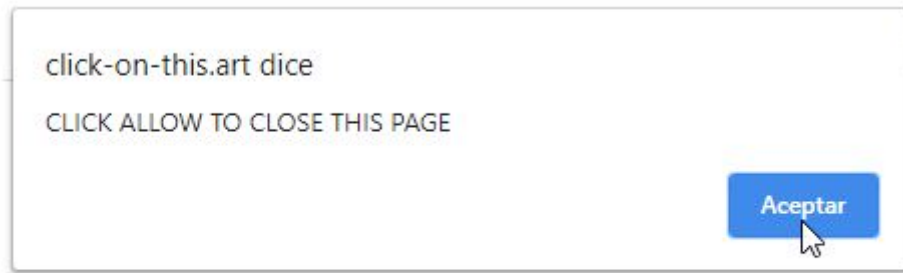 click-on-this.art dice
CLICK ALLOW TO CLOSE THIS PAGE
Aceptar